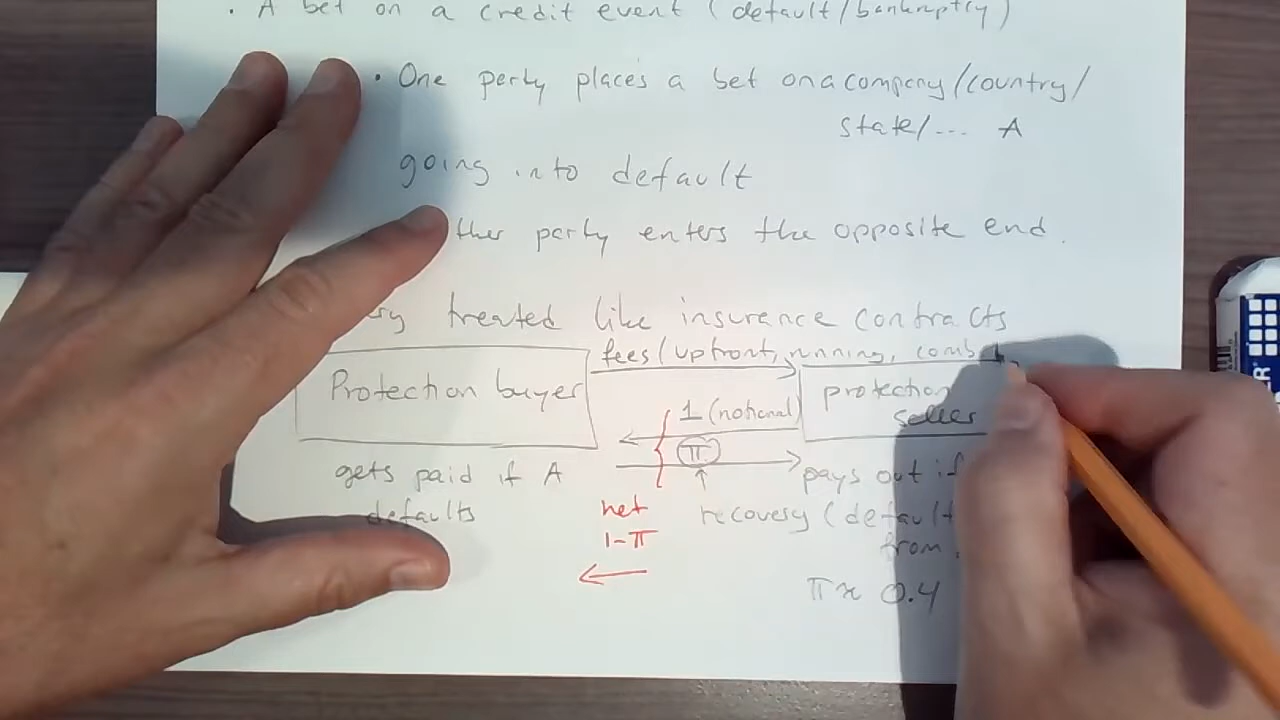 · A bet on a credit event (default/bankruptcy)
· One party places a bet on a company/country/
state/... A
going into default
party enters the opposite end.
treated like insurance contracts
fees (upfront, running,
Protection buyer
1 (notional)
protection
seller
π
gets paid if A
defaults
pays out if
net
1-π
recovery (default
from
π≈ 0.4